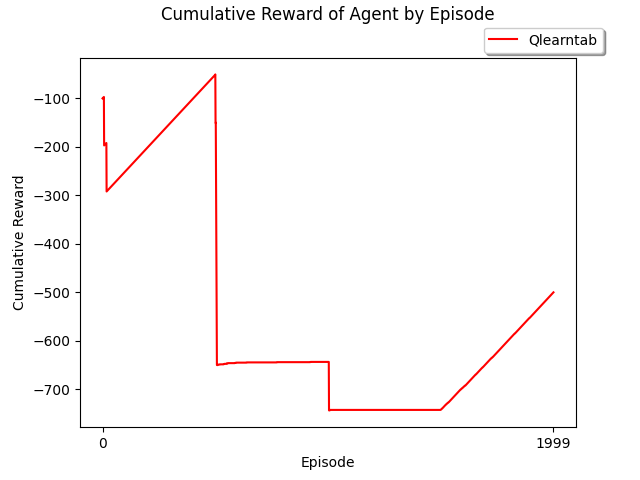 Cumulative Reward of Agent by Episode
Qlearntab
−100
−200
−300
−400
−500
−600
−700
Cumulative Reward
0
1999
Episode